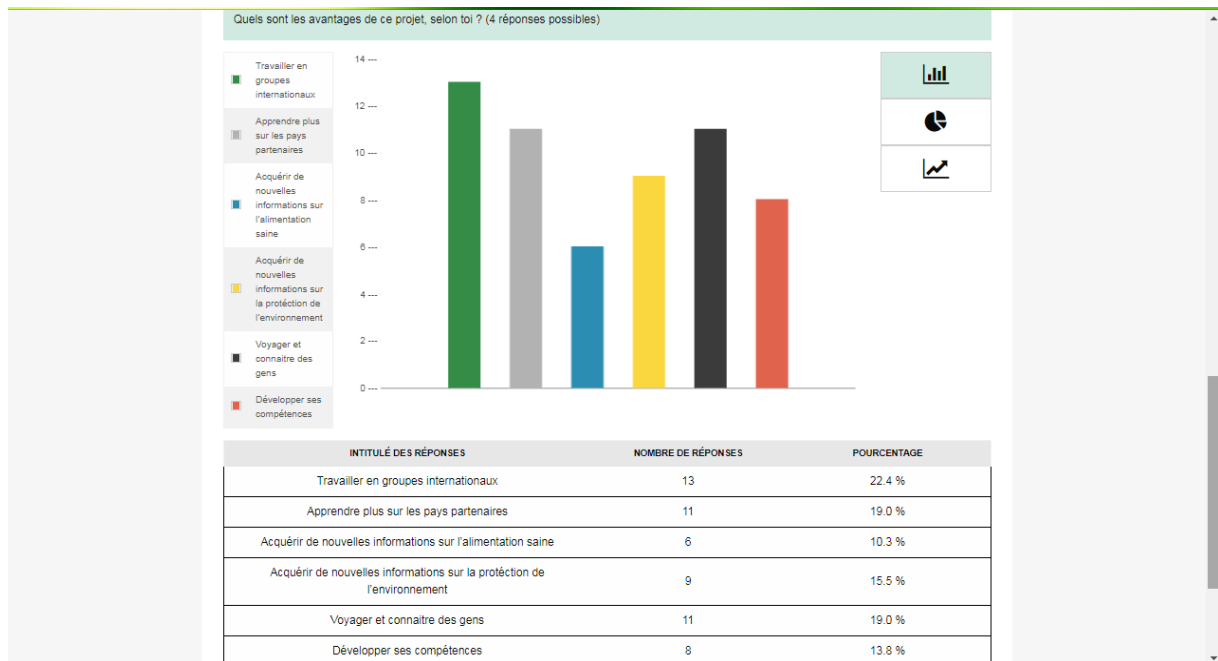 Quels sont les avantages de ce projet, selon toi ? (4 réponses possibles)
Travailler en
groupes
internationaux
Apprendre plus
sur les pays
partenaires
Acquérir de
nouvelles
informations sur
l'alimentation
saine
Acquérir de
nouvelles
informations sur
la protéction de
l'environnement
Voyager et
connaitre des
gens
Développer ses
compétences
14 ---
12 ---
10 ---
8 ---
6 ---
4 ---
2 ---
0 ---
INTITULÉ DES RÉPONSES NOMBRE DE RÉPONSES POURCENTAGE
Travailler en groupes internationaux 13 22.4 %
Apprendre plus sur les pays partenaires 11 19.0 %
Acquérir de nouvelles informations sur l'alimentation saine 6 10.3 %
Acquérir de nouvelles informations sur la protéction de
l'environnement 9 15.5 %
Voyager et connaitre des gens 11 19.0 %
Développer ses compétences 8 13.8 %